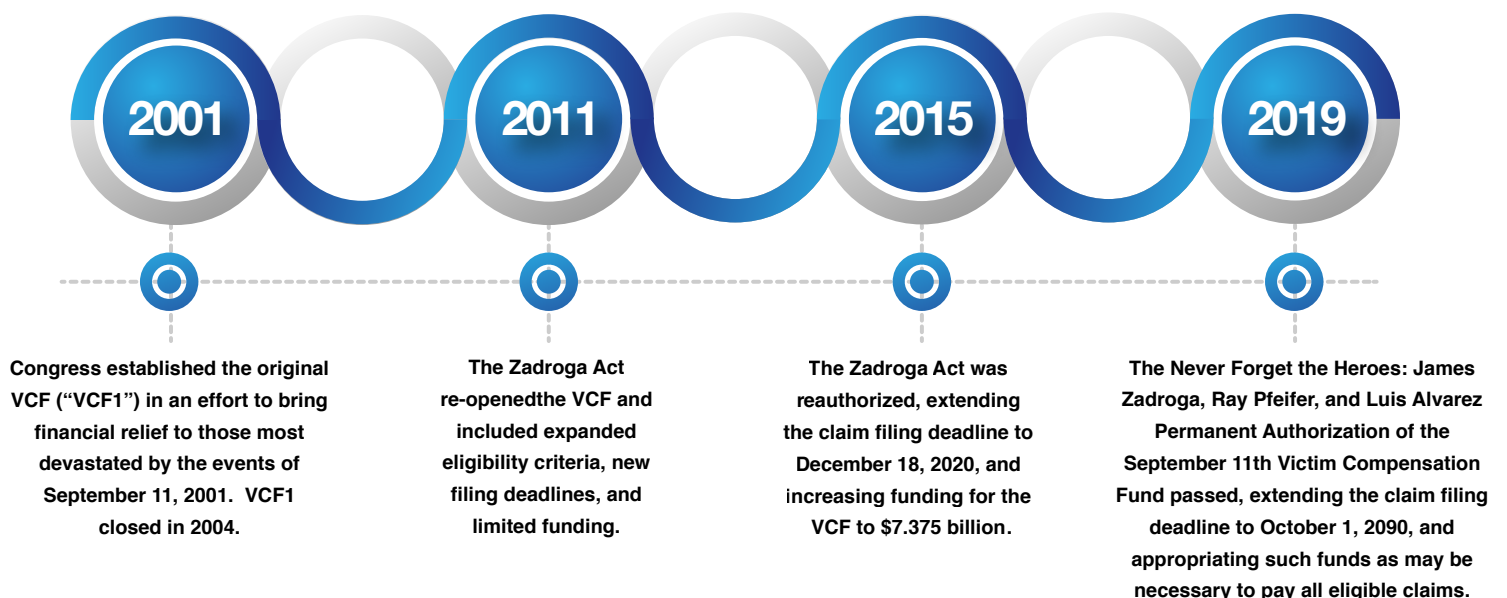 2001
2011
2015
2019
Congress established the original
VCF (“VCF1”) in an effort to bring
financial relief to those most
devastated by the events of
September 11, 2001.  VCF1
closed in 2004.
The Zadroga Act
re-openedthe VCF and
included expanded
eligibility criteria, new
filing deadlines, and
limited funding.
The Zadroga Act was
reauthorized, extending
the claim filing deadline to
December 18, 2020, and
increasing funding for the
VCF to $7.375 billion.
The Never Forget the Heroes: James
Zadroga, Ray Pfeifer, and Luis Alvarez
Permanent Authorization of the
September 11th Victim Compensation
Fund passed, extending the claim filing
deadline to October 1, 2090, and
appropriating such funds as may be
necessary to pay all eligible claims.